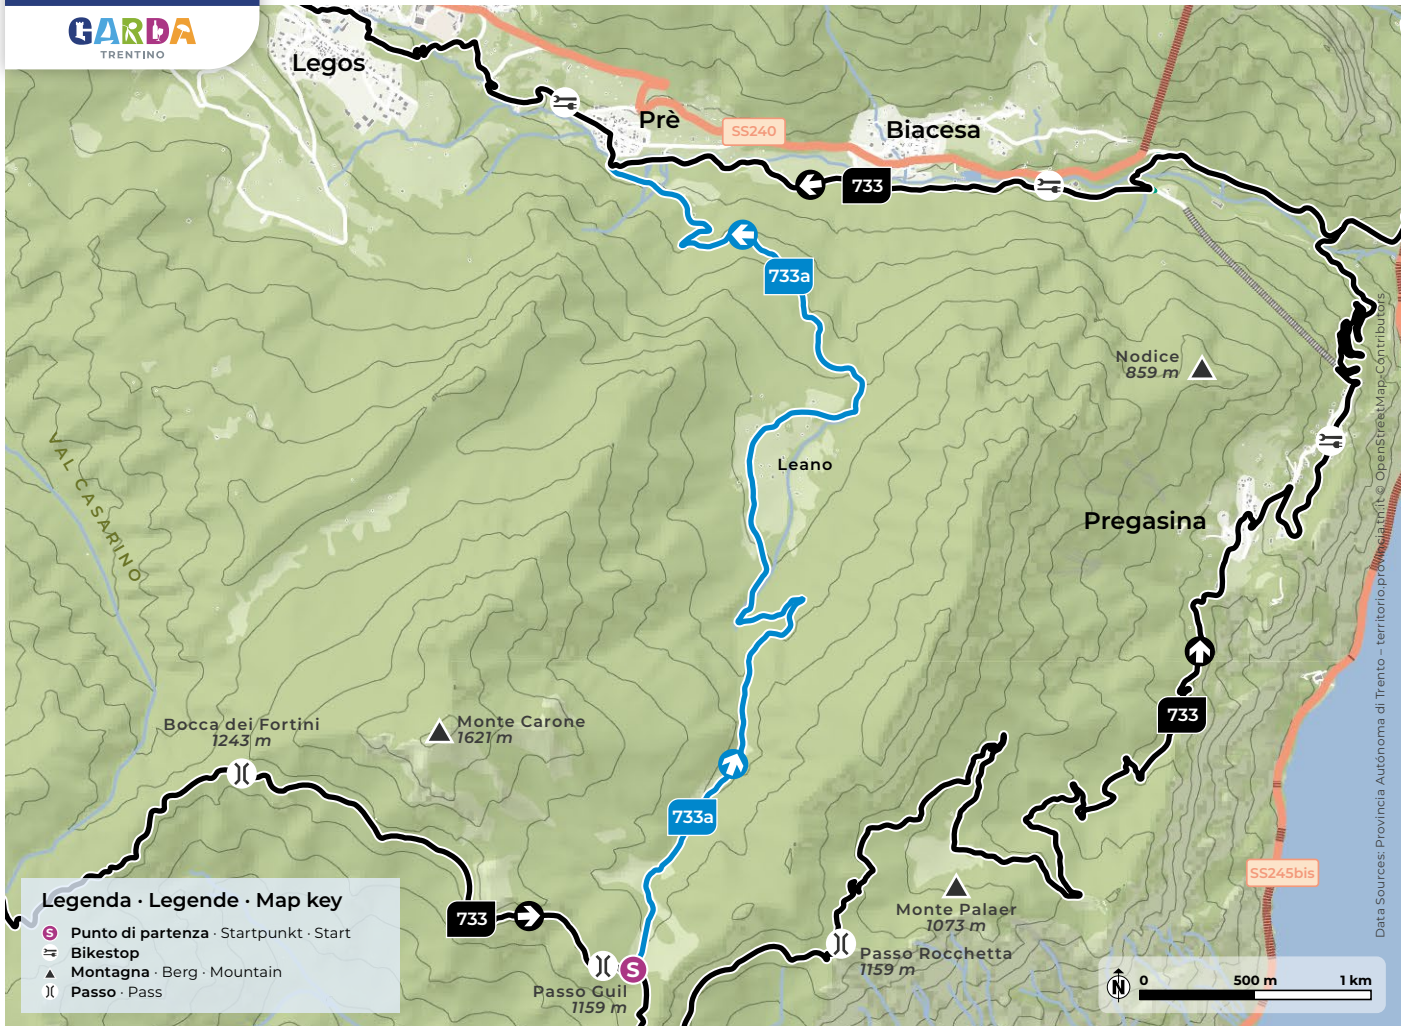 GARDA
TRENTINO
Legos
Prè
SS240
Biacesa
733
733a
Nodice
859 m
Leano
VAL CASARINO
Pregasina
Bocca dei Fortini
1243 m
Monte Carone
1621 m
733
733a
733
S
Passo Guil
1159 m
Monte Palaer
1073 m
Passo Rocchetta
1159 m
SS245bis
Legenda · Legende · Map key
S Punto di partenza · Startpunkt · Start
Bikestop
Montagna · Berg · Mountain
Passo · Pass
N
0 500 m 1 km
Data Sources: Provincia Autónoma di Trento – territorio.provincia.tn.it © OpenStreetMap-Contributors